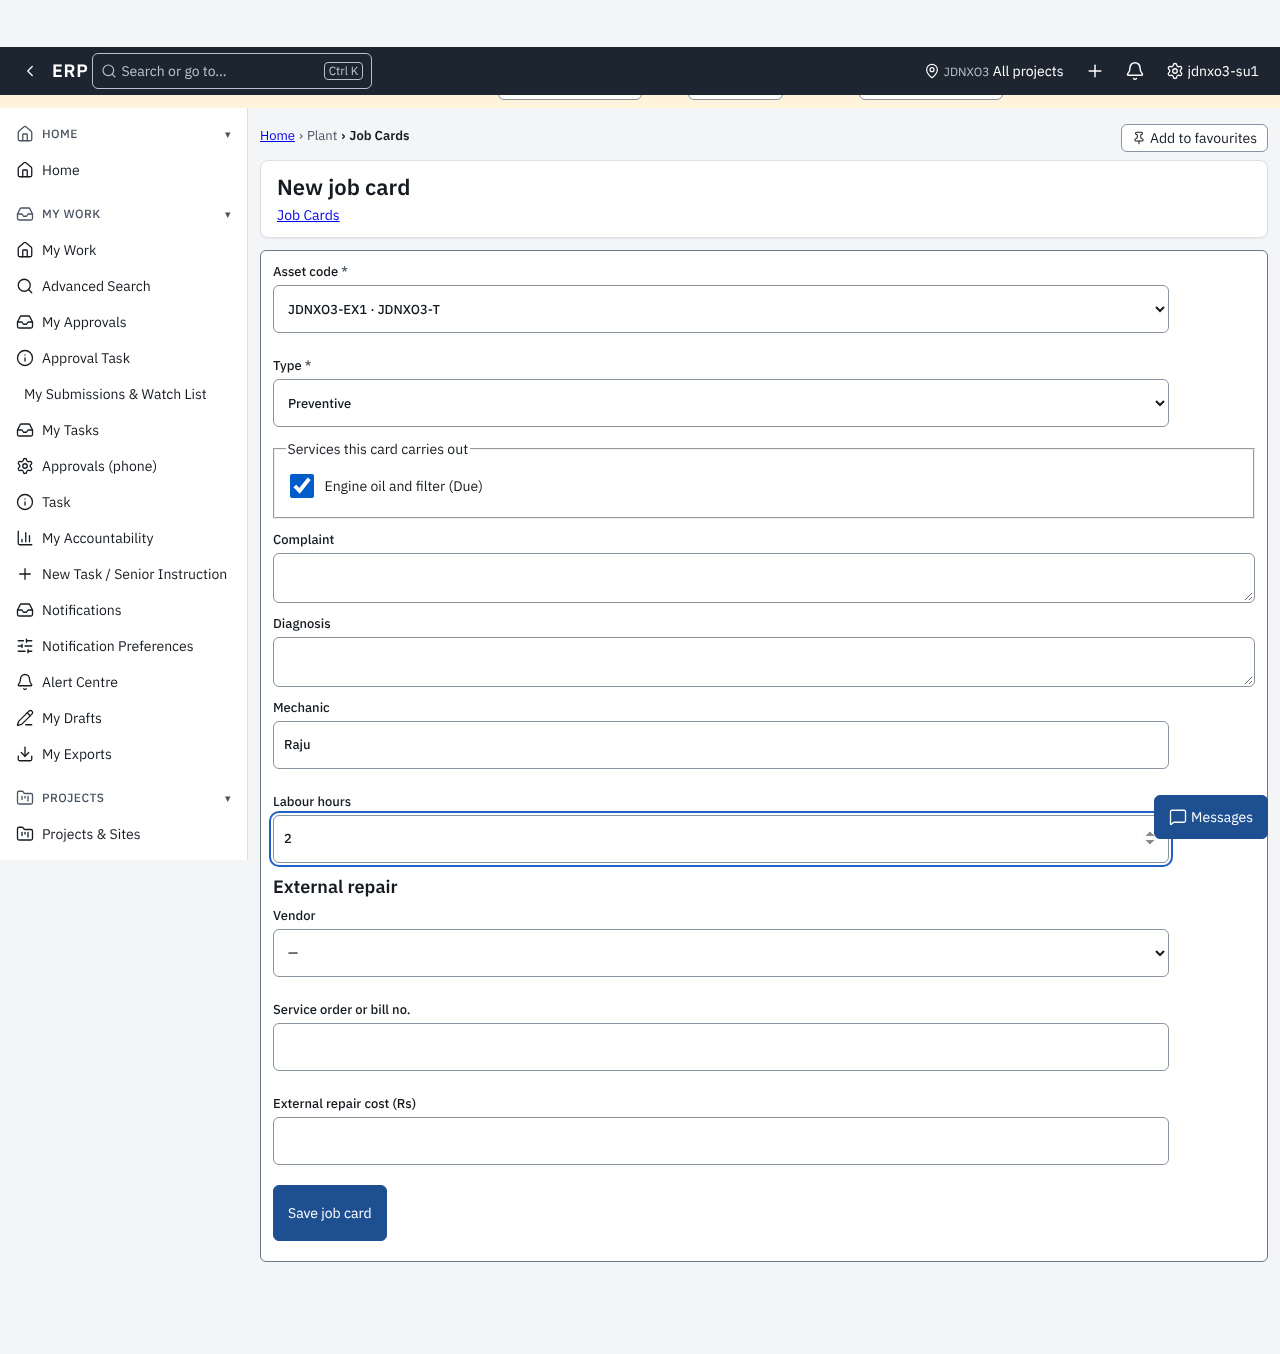 ERP
Search or go to...
Ctrl K
JDNXO3 All projects
jdnxo3-su1
HOME
Home
MY WORK
My Work
Advanced Search
My Approvals
Approval Task
My Submissions & Watch List
My Tasks
Approvals (phone)
Task
My Accountability
New Task / Senior Instruction
Notifications
Notification Preferences
Alert Centre
My Drafts
My Exports
PROJECTS
Projects & Sites
Home › Plant › Job Cards
Add to favourites
New job card
Job Cards
Asset code *
JDNXO3-EX1 · JDNXO3-T
Type *
Preventive
Services this card carries out
Engine oil and filter (Due)
Complaint
Diagnosis
Mechanic
Raju
Labour hours
2
Messages
External repair
Vendor
—
Service order or bill no.
External repair cost (Rs)
Save job card